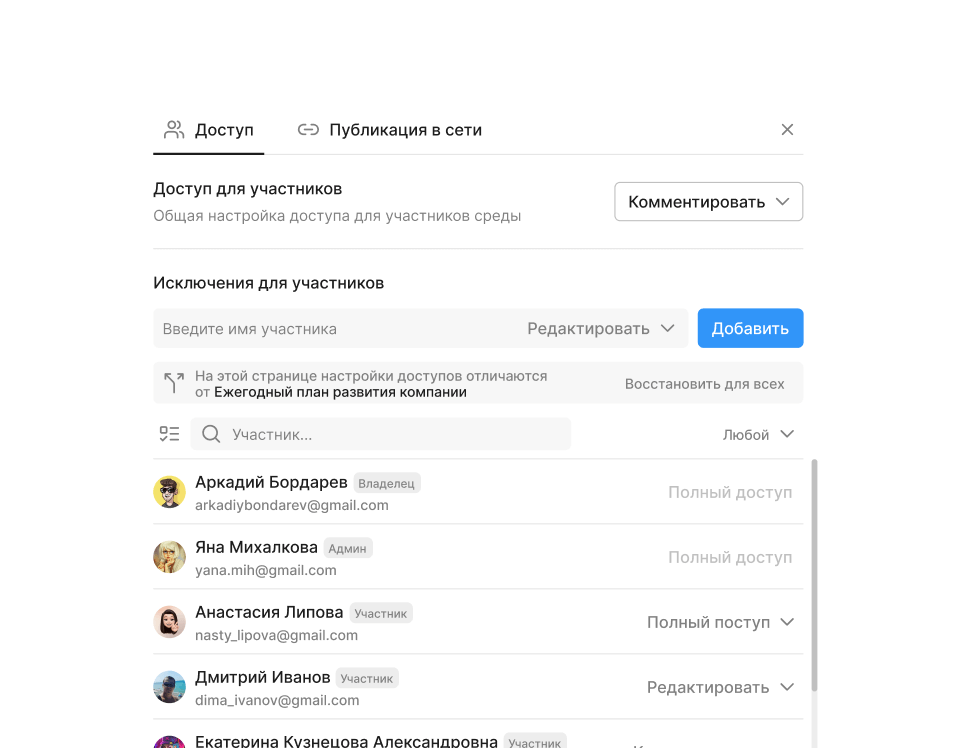 Доступ
Публикация в сети
Доступ для участников
Общая настройка доступа для участников среды
Комментировать
Исключения для участников
Введите имя участника
Редактировать
Добавить
На этой странице настройки доступов отличаются
от Ежегодный план развития компании
Восстановить для всех
Участник...
Любой
Аркадий Бордарев Владелец
arkadiybondarev@gmail.com
Полный доступ
Яна Михалкова Админ
yana.mih@gmail.com
Полный доступ
Анастасия Липова Участник
nasty_lipova@gmail.com
Полный поступ
Дмитрий Иванов Участник
dima_ivanov@gmail.com
Редактировать
Екатерина Кузнецова Александровна Участник